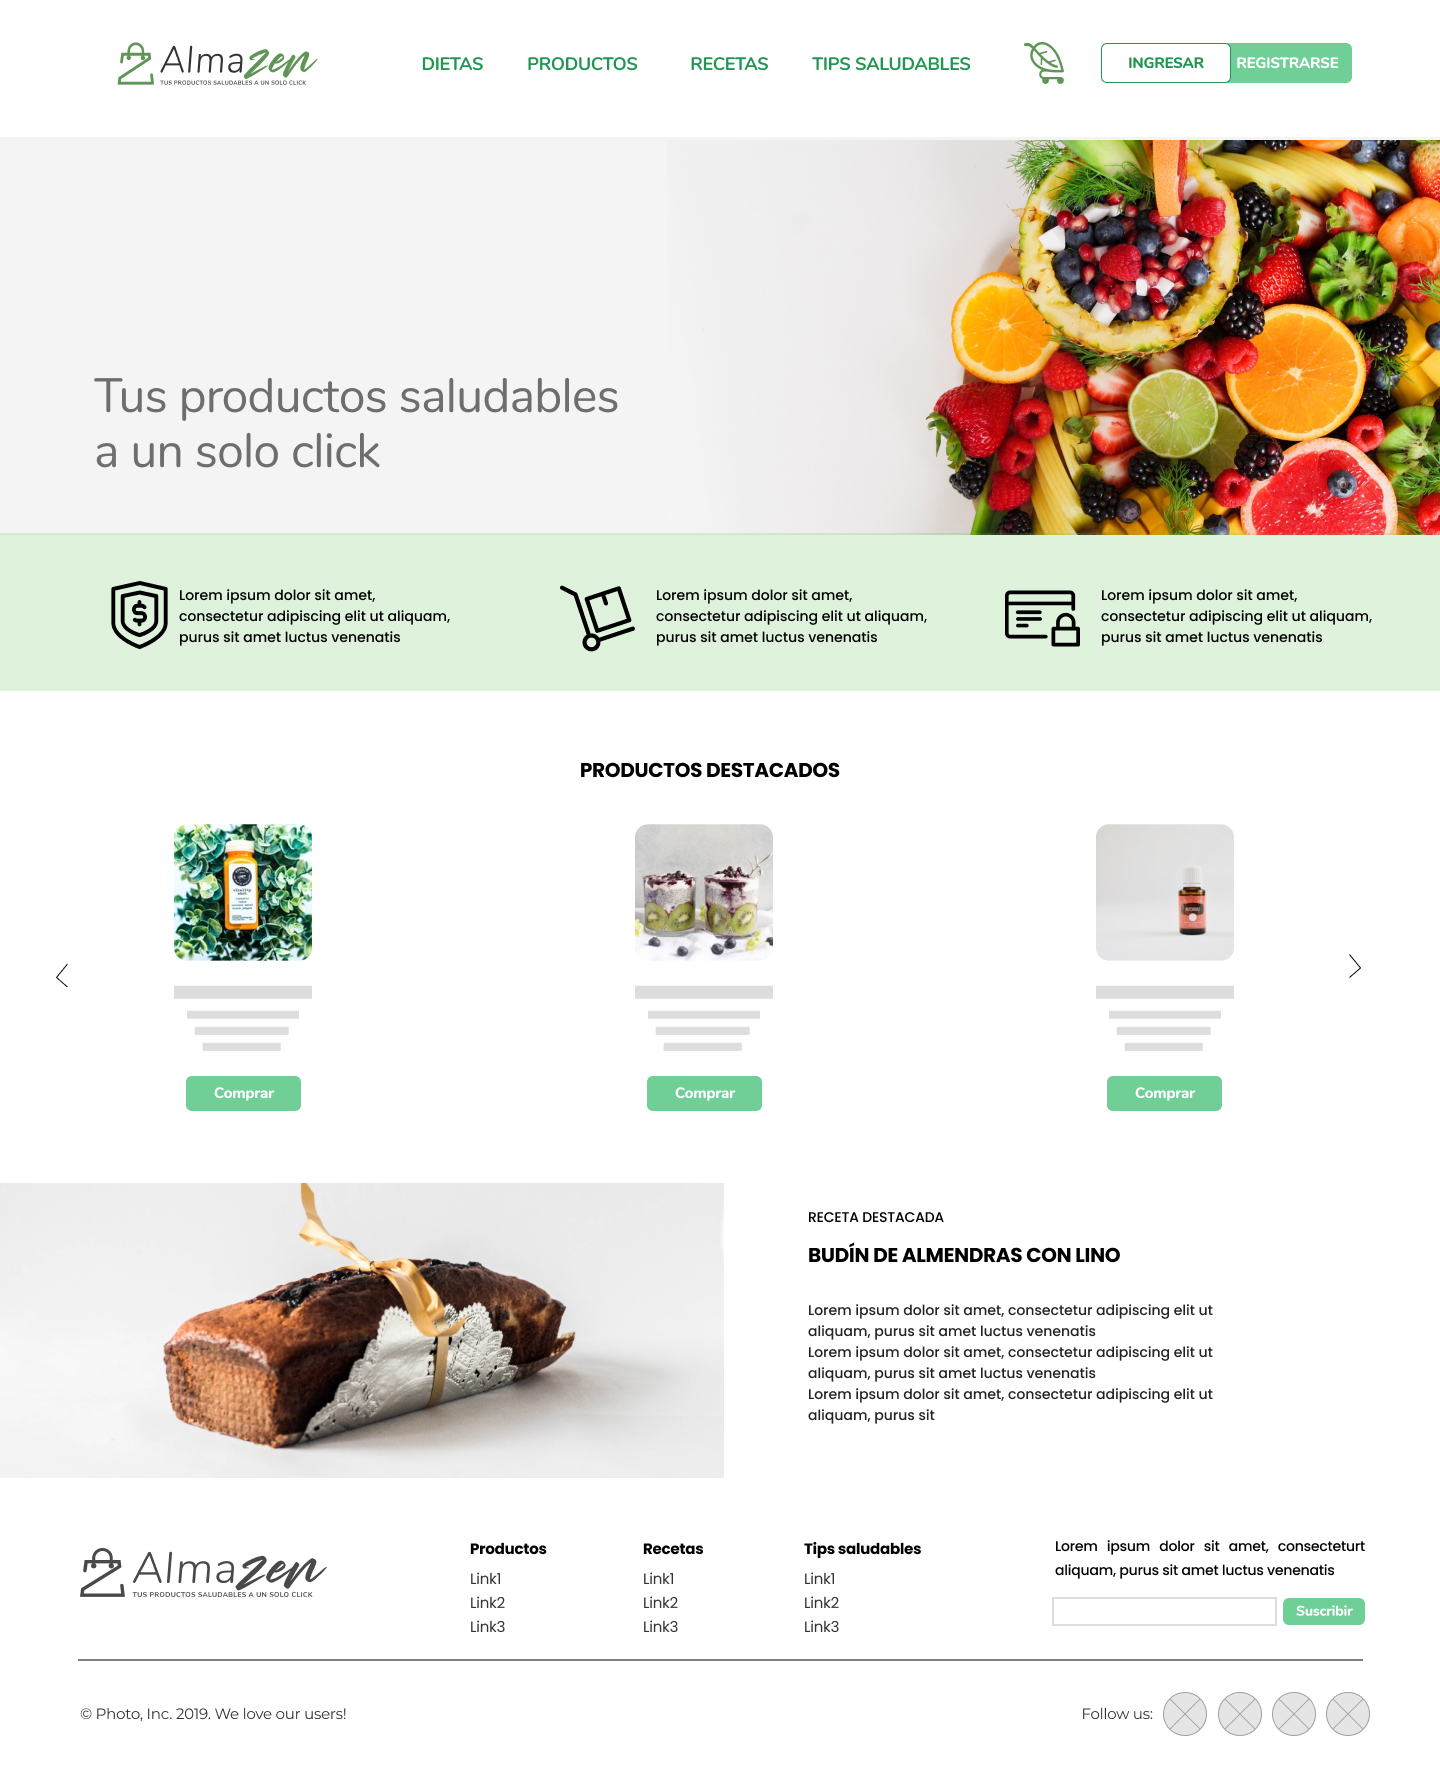 Almazen
TUS PRODUCTOS SALUDABLES A UN SOLO CLICK
DIETAS
PRODUCTOS
RECETAS
TIPS SALUDABLES
INGRESAR
REGISTRARSE
Tus productos saludables
a un solo click
Lorem ipsum dolor sit amet,
consectetur adipiscing elit ut aliquam,
purus sit amet luctus venenatis
Lorem ipsum dolor sit amet,
consectetur adipiscing elit ut aliquam,
purus sit amet luctus venenatis
Lorem ipsum dolor sit amet,
consectetur adipiscing elit ut aliquam,
purus sit amet luctus venenatis
PRODUCTOS DESTACADOS
Comprar
Comprar
Comprar
RECETA DESTACADA
BUDÍN DE ALMENDRAS CON LINO
Lorem ipsum dolor sit amet, consectetur adipiscing elit ut
aliquam, purus sit amet luctus venenatis
Lorem ipsum dolor sit amet, consectetur adipiscing elit ut
aliquam, purus sit amet luctus venenatis
Lorem ipsum dolor sit amet, consectetur adipiscing elit ut
aliquam, purus sit
Almazen
TUS PRODUCTOS SALUDABLES A UN SOLO CLICK
Productos
Link1
Link2
Link3
Recetas
Link1
Link2
Link3
Tips saludables
Link1
Link2
Link3
Lorem ipsum dolor sit amet, consecteturt
aliquam, purus sit amet luctus venenatis
Suscribir
© Photo, Inc. 2019. We love our users!
Follow us: